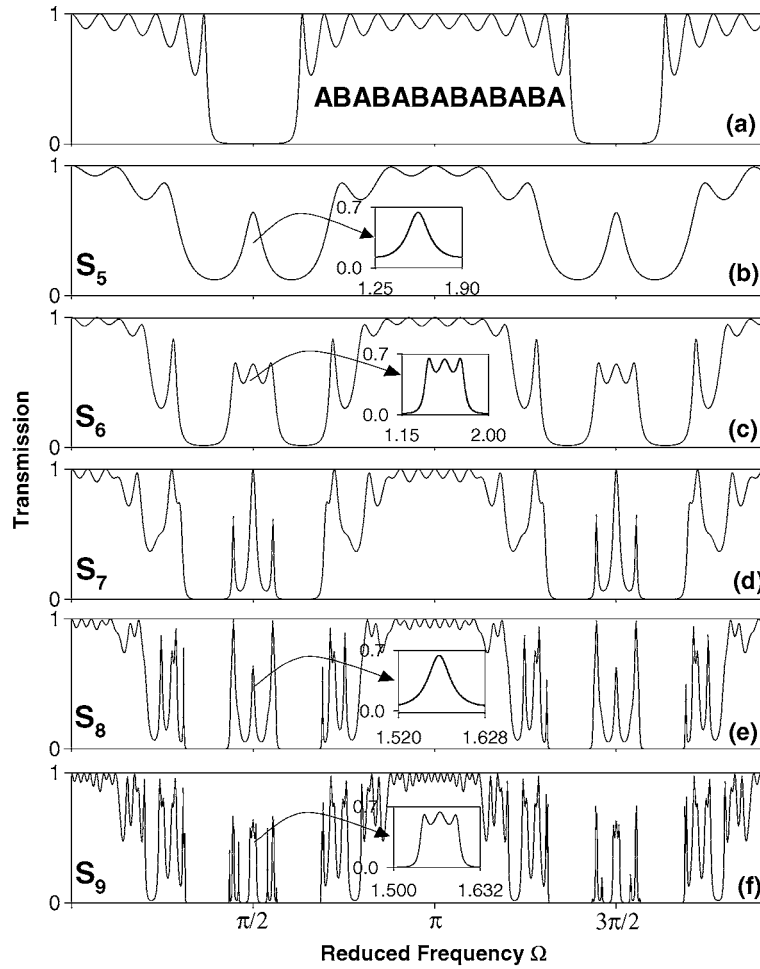 1
ABABABABABABA
0
(a)
1
0.7
0.0
1.25 1.90
S5
0
(b)
1
0.7
0.0
1.15 2.00
S6
0
(c)
Transmission
1
S7
0
(d)
1
0.7
0.0
1.520 1.628
S8
0
(e)
1
0.7
0.0
1.500 1.632
S9
0
(f)
π/2 π 3π/2
Reduced Frequency Ω